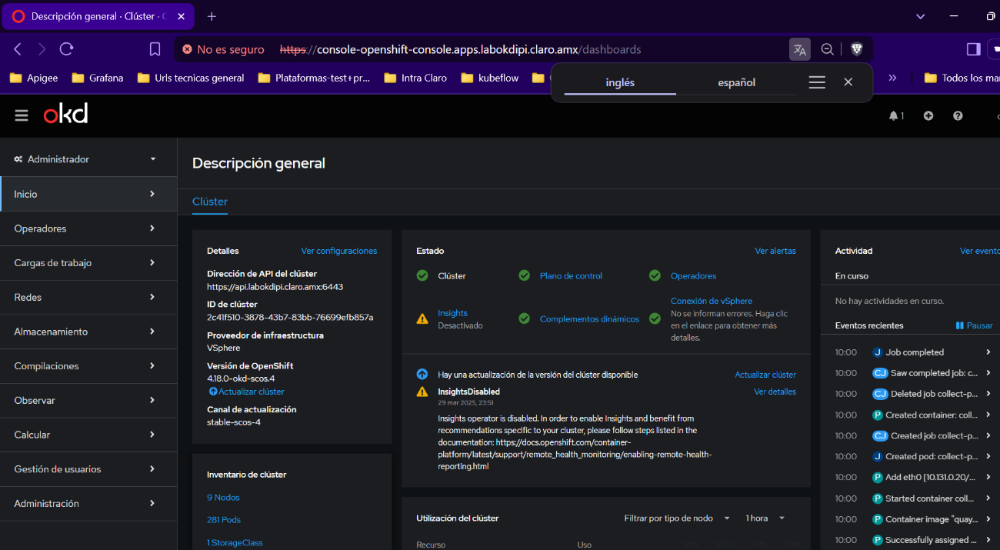 Descripción general · Clúster ·
No es seguro
https://console-openshift-console.apps.labokdipi.claro.amx/dashboards
Apigee
Grafana
Urls tecnicas general
Plataformas-test+pr...
Intra Claro
kubeflow
Todos los mar
inglés
español
okd
1
Administrador
Inicio
Operadores
Cargas de trabajo
Redes
Almacenamiento
Compilaciones
Observar
Calcular
Gestión de usuarios
Administración
Descripción general
Clúster
Detalles
Ver configuraciones
Dirección de API del clúster
https://api.labokdipi.claro.amx:6443
ID de clúster
2c41f510-3878-43b7-83bb-76699efb857a
Proveedor de infraestructura
VSphere
Versión de OpenShift
4.18.0-okd-scos.4
Actualizar clúster
Canal de actualización
stable-scos-4
Inventario de clúster
9 Nodos
281 Pods
1 StorageClass
Estado
Ver alertas
Clúster
Plano de control
Operadores
Insights
Desactivado
Complementos dinámicos
Conexión de vSphere
No se informan errores. Haga clic
en el enlace para obtener más
detalles.
Hay una actualización de la versión del clúster disponible
Actualizar clúster
InsightsDisabled
Ver detalles
29 mar 2025, 23:51
Insights operator is disabled. In order to enable Insights and benefit from
recommendations specific to your cluster, please follow steps listed in the
documentation: https://docs.openshift.com/container-
platform/latest/support/remote_health_monitoring/enabling-remote-health-
reporting.html
Utilización del clúster
Filtrar por tipo de nodo
1 hora
Recurso
Uso
Actividad
Ver evento
En curso
No hay actividades en curso.
Eventos recientes
Pausar
10:00 J Job completed
10:00 CJ Saw completed job: c...
10:00 CJ Deleted job collect-p...
10:00 P Created container: coll...
10:00 CJ Created job collect-p...
10:00 J Created pod: collect-p...
10:00 P Add eth0 [10.131.0.20/...
10:00 P Started container coll...
10:00 P Container image "quay...
10:00 P Successfully assigned ...